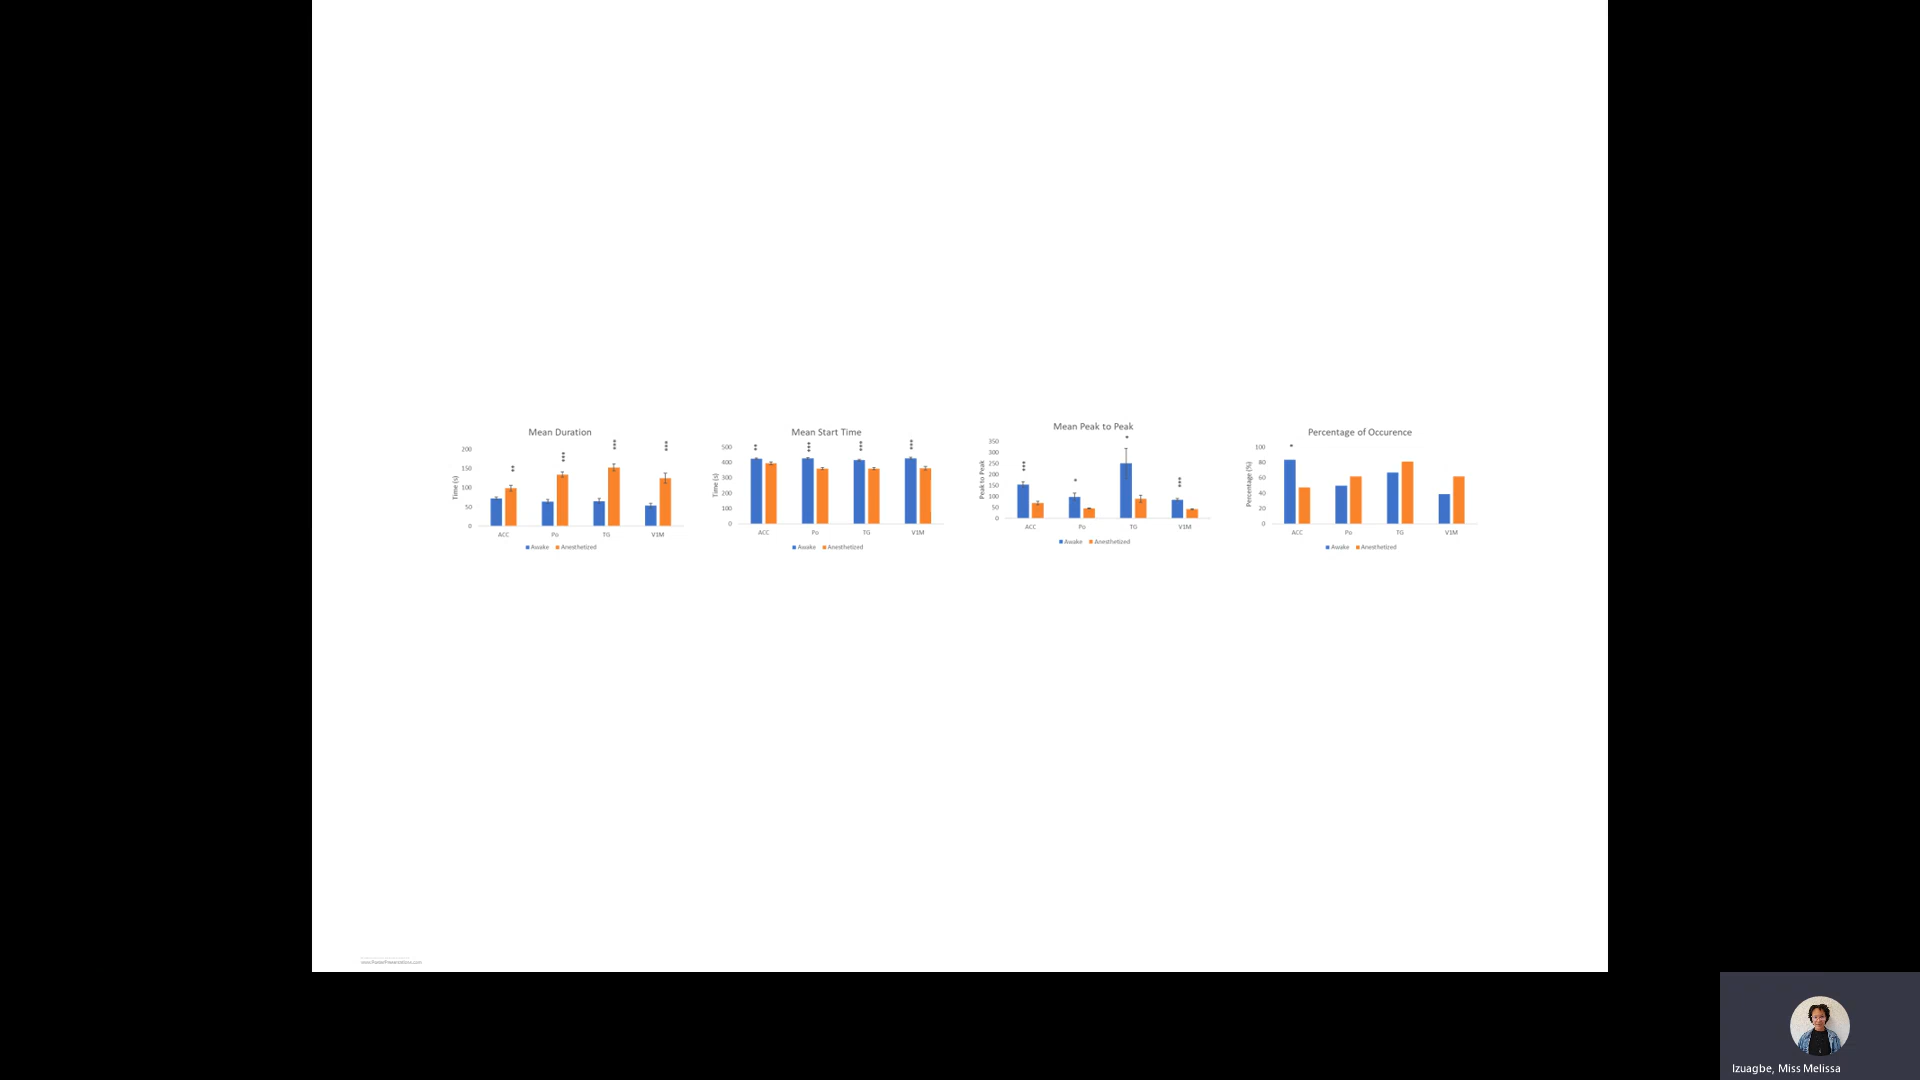 Mean Duration
Time (s)
200
150
100
50
0
** *** *** ***
ACC Po TG V1M
Awake Anesthetized
Mean Start Time
Time (s)
500
400
300
200
100
0
** *** *** ***
ACC Po TG V1M
Awake Anesthetized
Mean Peak to Peak
Peak to Peak
350
300
250
200
150
100
50
0
*** * * ***
ACC Po TG V1M
Awake Anesthetized
Percentage of Occurence
Percentage (%)
100
80
60
40
20
0
*
ACC Po TG V1M
Awake Anesthetized
www.PosterPresentations.com
Izuagbe, Miss Melissa